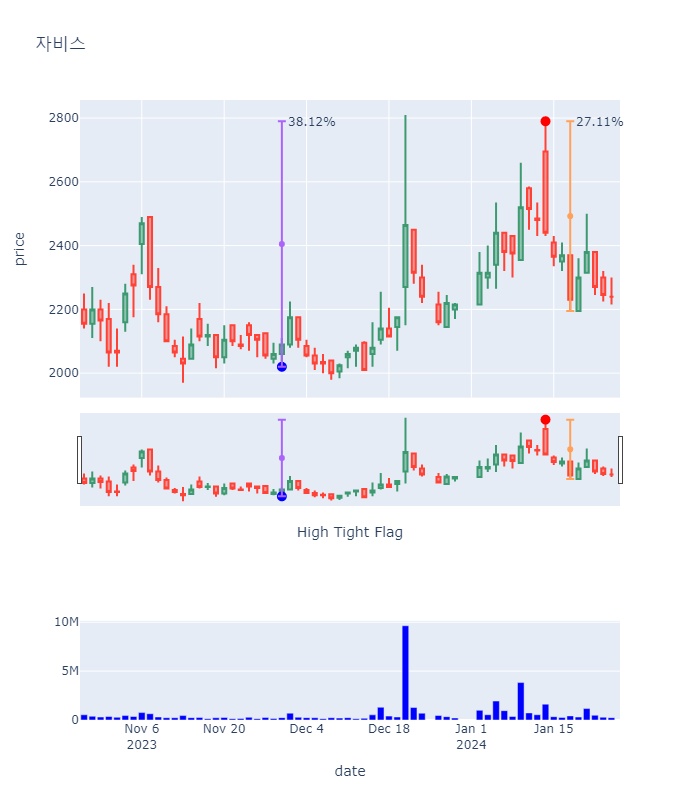 자비스
2800
2600
2400
2200
2000
price
38.12%
27.11%
High Tight Flag
10M
5M
0
Nov 6
2023
Nov 20
Dec 4
Dec 18
Jan 1
2024
Jan 15
date